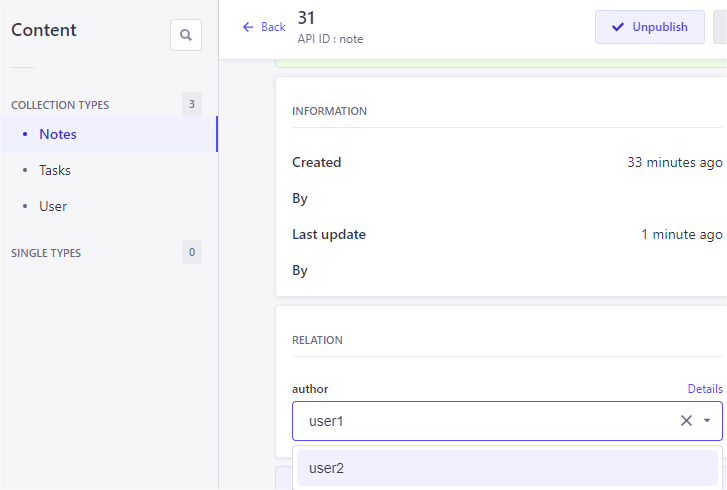 Content
COLLECTION TYPES 3
Notes
Tasks
User
SINGLE TYPES 0
Back
31
API ID : note
Unpublish
INFORMATION
Created 33 minutes ago
By
Last update 1 minute ago
By
RELATION
author Details
user1
user2